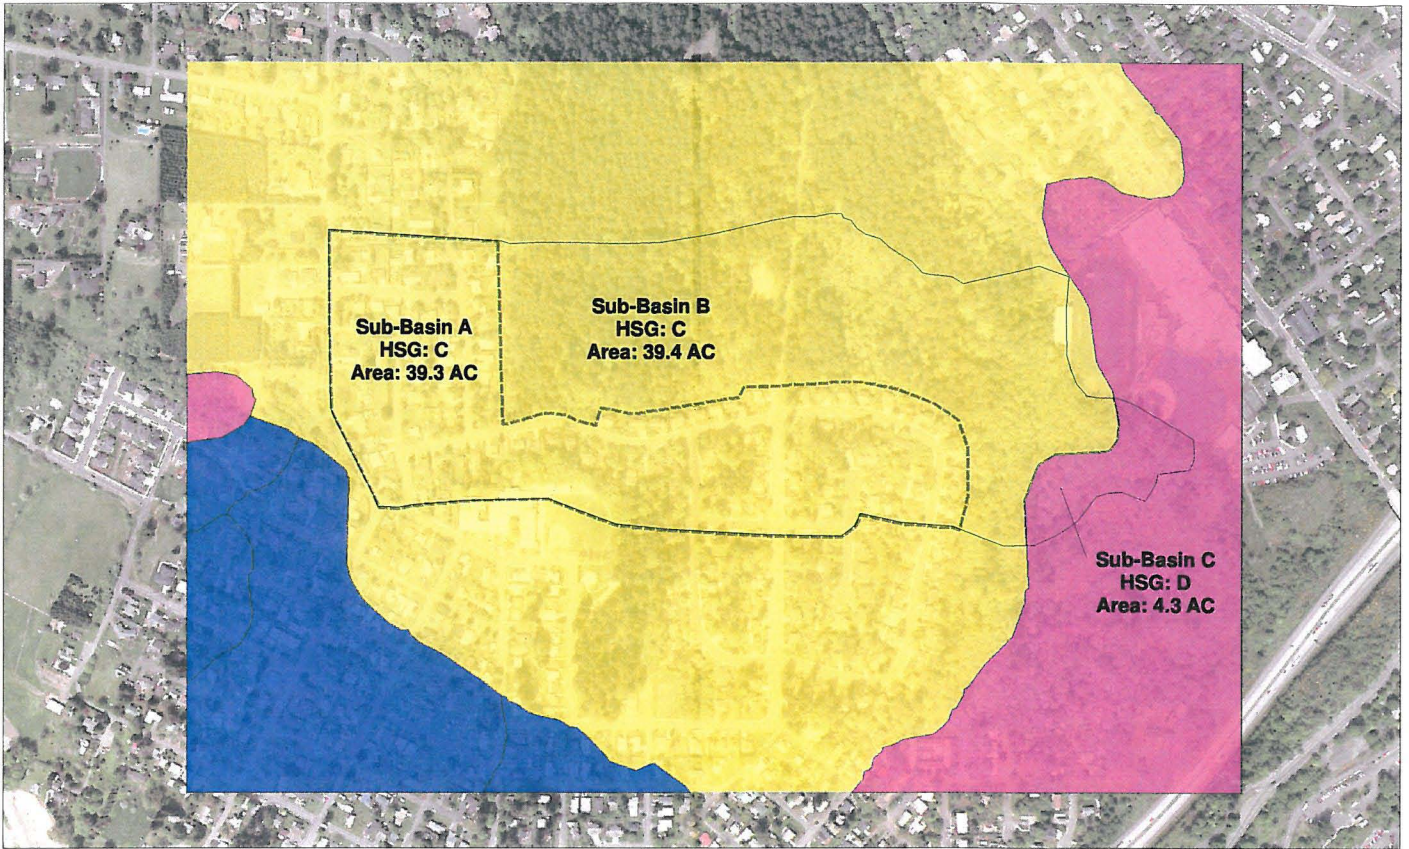 Sub-Basin A
HSG: C
Area: 39.3 AC
Sub-Basin B
HSG: C
Area: 39.4 AC
Sub-Basin C
HSG: D
Area: 4.3 AC